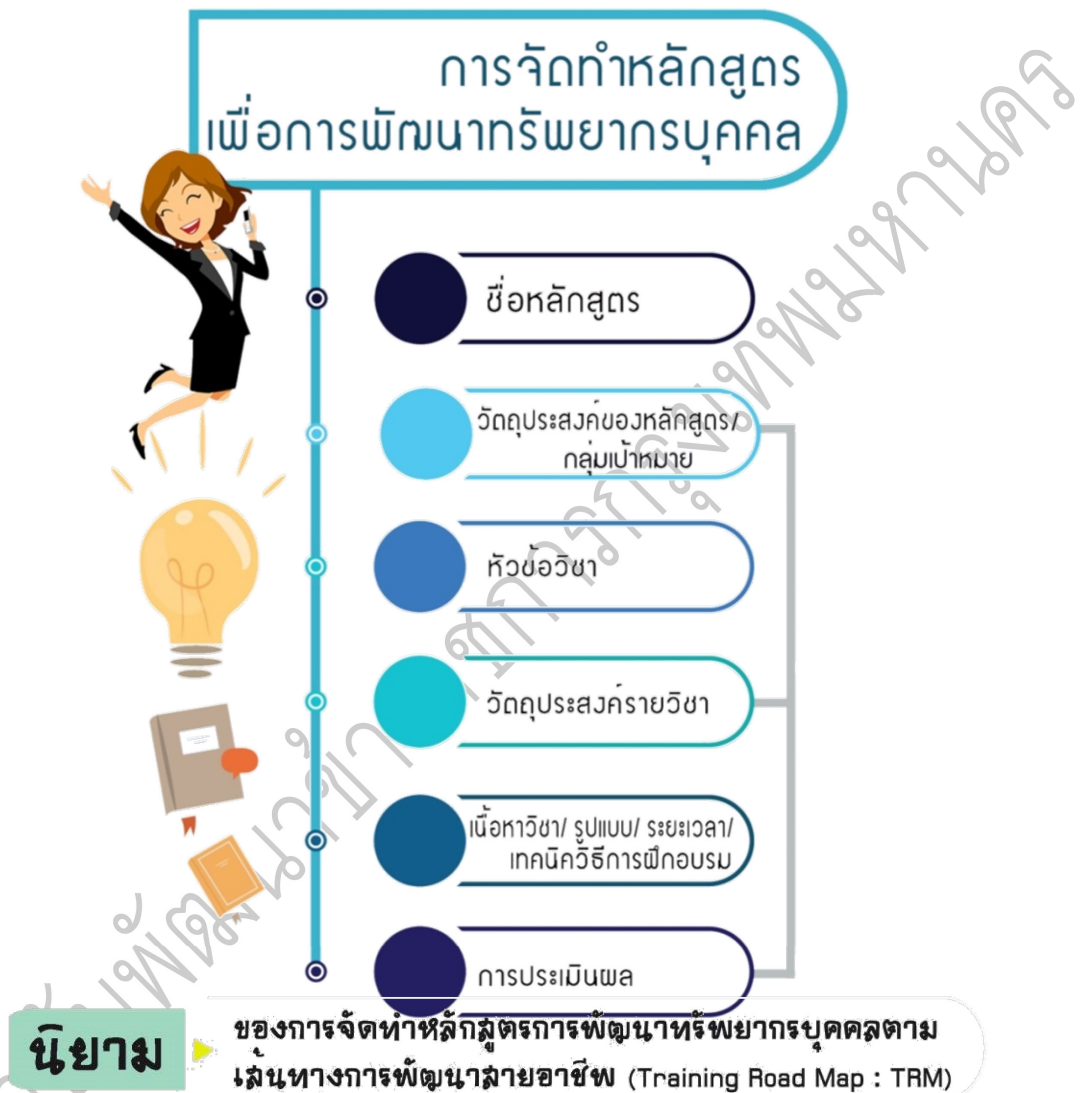 การจัดทำหลักสูตร
เพื่อการพัฒนาทรัพยากรบุคคล
ชื่อหลักสูตร
วัตถุประสงค์ของหลักสูตร/
กลุ่มเป้าหมาย
หัวข้อวิชา
วัตถุประสงค์รายวิชา
เนื้อหาวิชา/ รูปแบบ/ ระยะเวลา/
เทคนิควิธีการฝึกอบรม
การประเมินผล
นิยาม
ของการจัดทำหลักสูตรการพัฒนาทรัพยากรบุคคลตาม
เส้นทางการพัฒนาสายอาชีพ (Training Road Map : TRM)